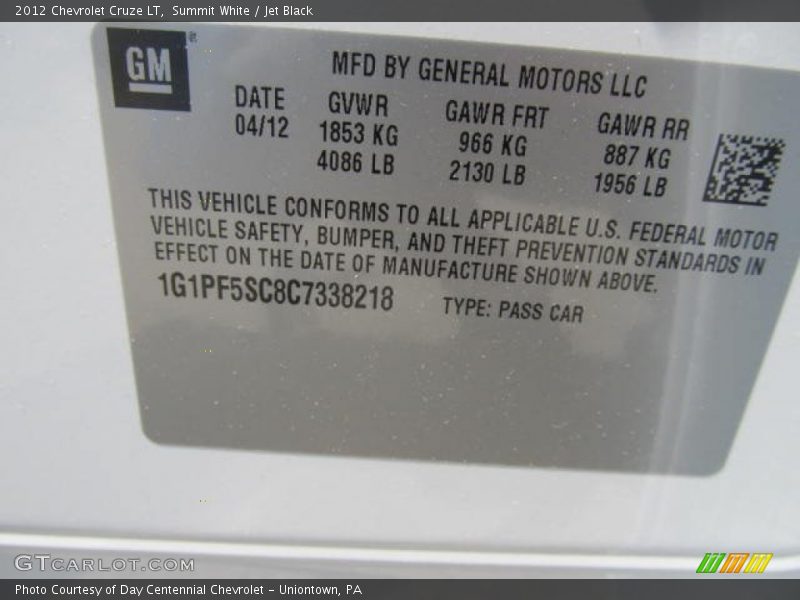 2012 Chevrolet Cruze LT, Summit White / Jet Black
GM
MFD BY GENERAL MOTORS LLC
DATE GVWR GAWR FRT GAWR RR
04/12 1853 KG 966 KG 887 KG
4086 LB 2130 LB 1956 LB
THIS VEHICLE CONFORMS TO ALL APPLICABLE U.S. FEDERAL MOTOR
VEHICLE SAFETY, BUMPER, AND THEFT PREVENTION STANDARDS IN
EFFECT ON THE DATE OF MANUFACTURE SHOWN ABOVE.
1G1PF5SC8C7338218 TYPE: PASS CAR
GTCARLOT.COM
Photo Courtesy of Day Centennial Chevrolet - Uniontown, PA